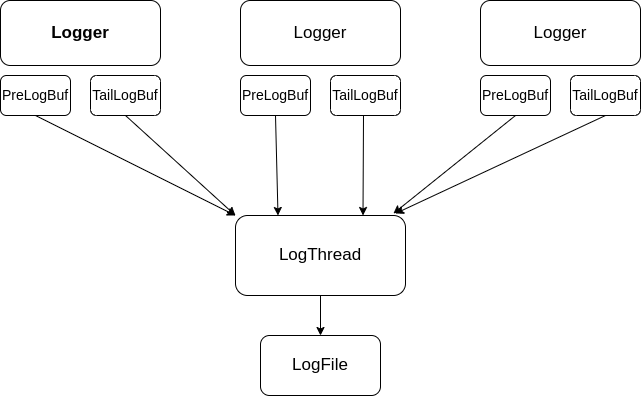 Logger
Logger
Logger
PreLogBuf
TailLogBuf
PreLogBuf
TailLogBuf
PreLogBuf
TailLogBuf
LogThread
LogFile